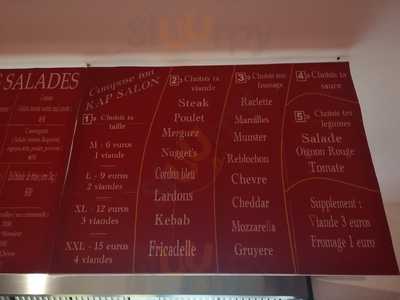 SALADES
Compose ton
KAP SALON
1- Choisis ta
taille
M : 6 euros
1 viande
L - 9 euros
2 viandes
XL - 12 euros
3 viandes
XXL - 15 euros
4 viandes
2- Choisis ta
viande
Steak
Poulet
Merguez
Nugget's
Cordon bleu
Lardons
Kebab
Fricadelle
3- Choisis ton
fromage
Raclette
Maroilles
Munster
Reblochon
Chevre
Cheddar
Mozzarella
Gruyere
4- Choisis ta
sauce
5- Choisis tes
legumes
Salade
Oignon Rouge
Tomate
Supplement :
Viande 3 euros
Fromage 1 euro